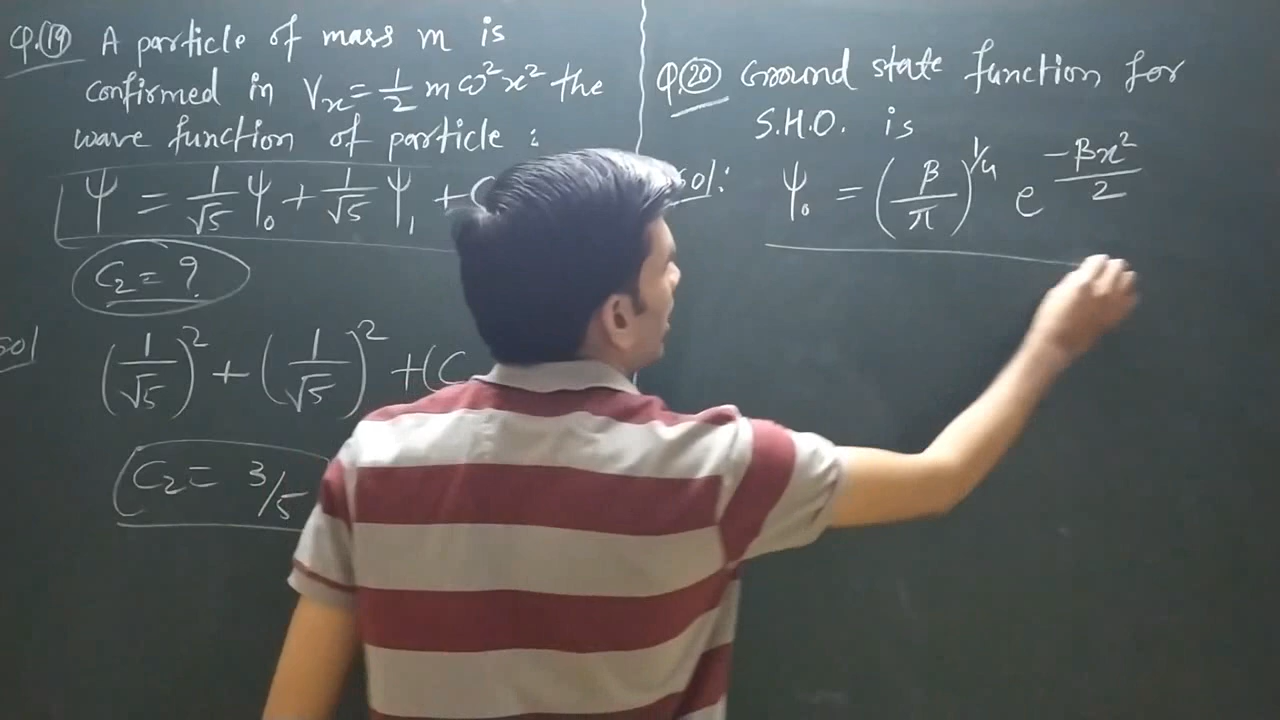 Q.(19) A particle of mass m is
confirmed in Vx = 1/2 m ω² x² the
wave function of particle :
Ψ = 1/√5 Ψ₀ + 1/√5 Ψ₁ + C
C₂ = ?
sol
(1/√5)² + (1/√5)² + (C
C₂ = 3/5
Q(20) Ground state function for
S.H.O. is
sol:
Ψ₀ = (β/π)^1/4 e^-βx²/2